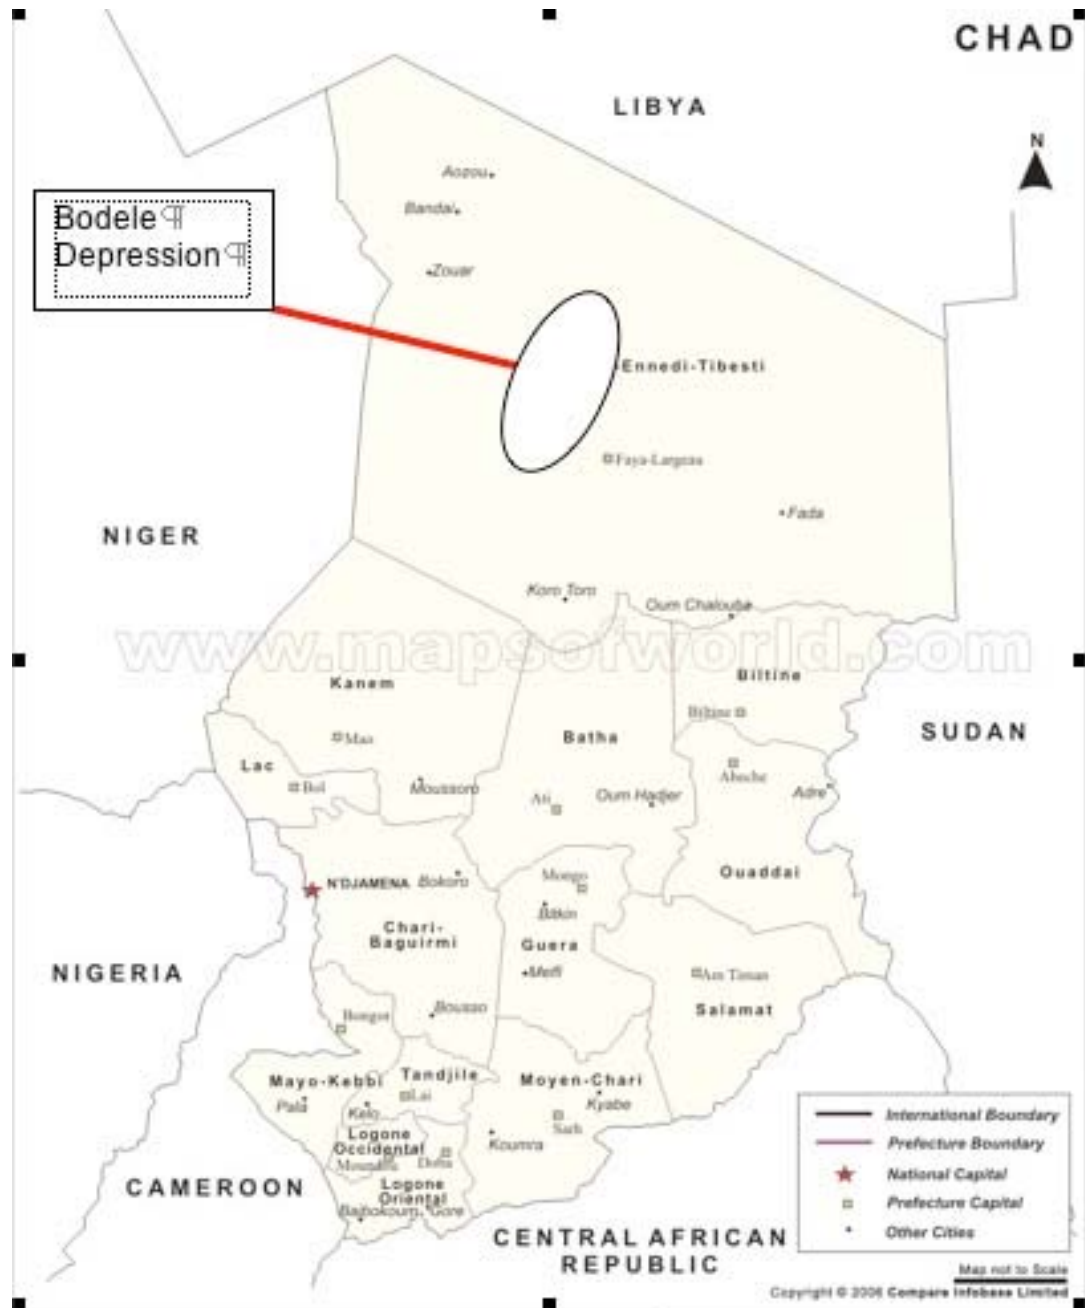 CHAD
LIBYA
N
Aozou
Bardai
Bodele
Depression
Zouar
Ennedi-Tibesti
Faya-Largeau
Fada
NIGER
Koro Toro
Oum Chalouba
www.mapsofworld.com
Kanem
Biltine
Biltine
SUDAN
Mao
Batha
Lac
Bol
Moussoro
Ati
Oum Hadjer
Abeche
Adre
Ouaddai
N'DJAMENA
Bokoro
Mongo
Bitkin
Chari-
Baguirmi
Guera
NIGERIA
Melfi
Am Timan
Salamat
Bongor
Bousso
Mayo-Kebbi
Tandjile
Moyen-Chari
Pala
Lai
Kelo
Kyabe
Sarh
Koumra
Logone
Occidental
Moundou
Doba
Logone
Oriental
Baibokoum
Gore
CAMEROON
CENTRAL AFRICAN
REPUBLIC
International Boundary
Prefecture Boundary
National Capital
Prefecture Capital
Other Cities
Map not to Scale
Copyright © 2006 Compare Infobase Limited